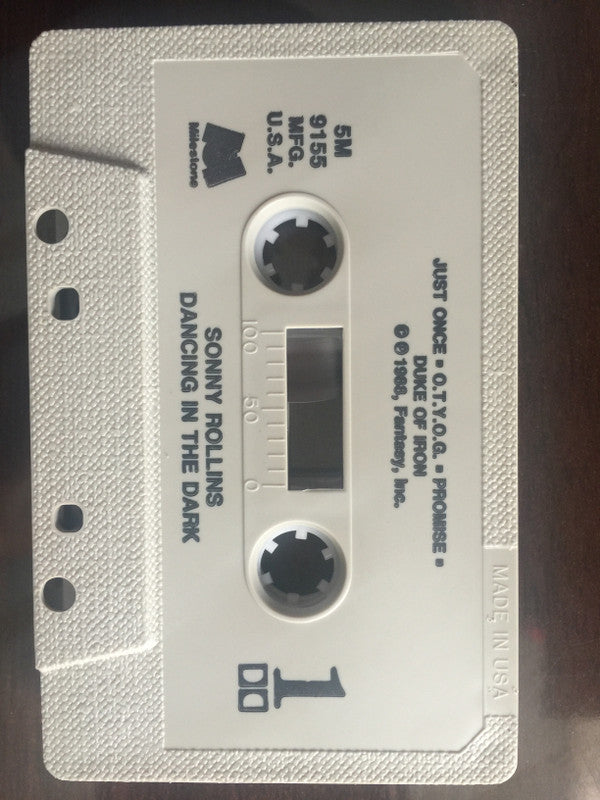 MADE IN USA
JUST ONCE ▪ O.T.Y.O.G. ▪ PROMISE ▪
DUKE OF IRON
℗ © 1988, Fantasy, Inc.
5M
9155
MFG.
U.S.A.
Milestone
100 50 0
1
SONNY ROLLINS
DANCING IN THE DARK